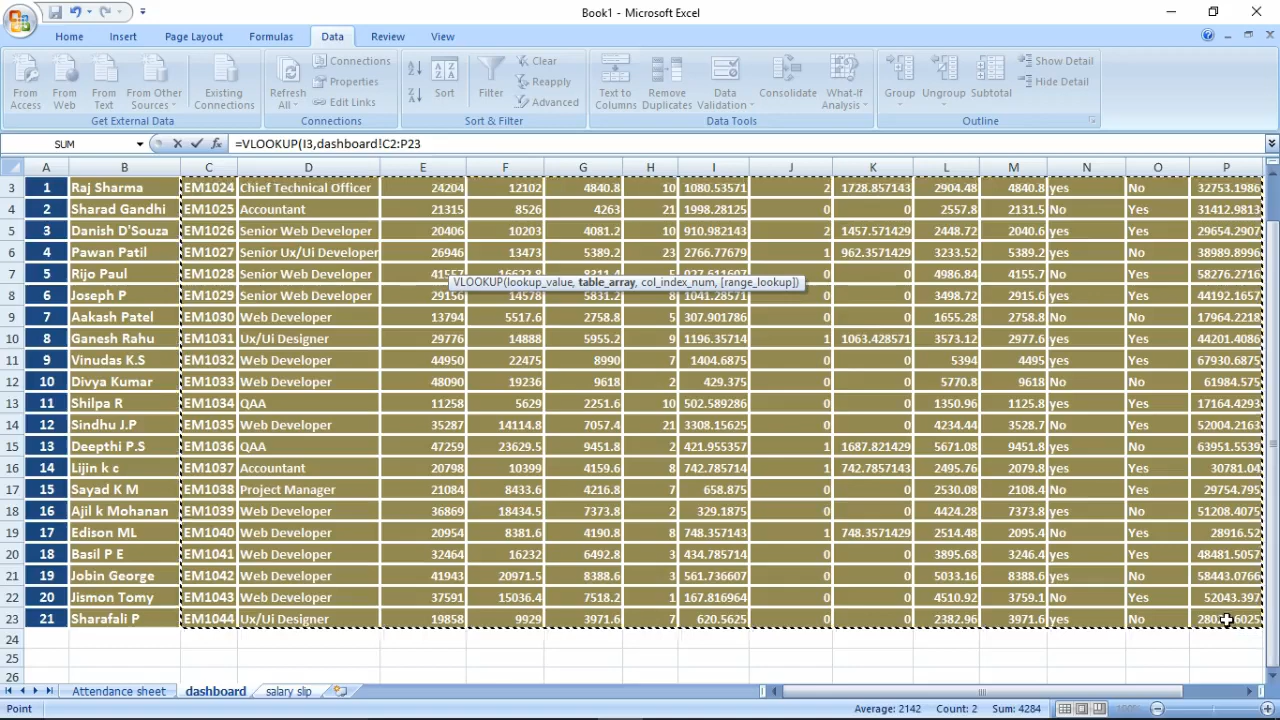 Book1 - Microsoft Excel
Home Insert Page Layout Formulas Data Review View
From Access From Web From Text From Other Sources Existing Connections Refresh All Connections Properties Edit Links Sort Filter Clear Reapply Advanced Text to Columns Remove Duplicates Data Validation Consolidate What-If Analysis Group Ungroup Subtotal Show Detail Hide Detail
Get External Data Connections Sort & Filter Data Tools Outline
SUM =VLOOKUP(I3,dashboard!C2:P23
A B C D E F G H I J K L M N O P
3 1 Raj Sharma EM1024 Chief Technical Officer 24204 12102 4840.8 10 1080.53571 2 1728.857143 2904.48 4840.8 yes No 32753.1986
4 2 Sharad Gandhi EM1025 Accountant 21315 8526 4263 21 1998.28125 0 0 2557.8 2131.5 No Yes 31412.9813
5 3 Danish D'Souza EM1026 Senior Web Developer 20406 10203 4081.2 10 910.982143 2 1457.571429 2448.72 2040.6 yes No 29654.2907
6 4 Pawan Patil EM1027 Senior Ux/Ui Developer 26946 13473 5389.2 23 2766.77679 1 962.3571429 3233.52 5389.2 yes No 38989.8996
7 5 Rijo Paul EM1028 Senior Web Developer 0 0 4986.84 4155.7 No Yes 58276.2716
VLOOKUP(lookup_value, table_array, col_index_num, [range_lookup])
8 6 Joseph P EM1029 Senior Web Developer 29156 14578 5831.2 8 1041.28571 0 0 3498.72 2915.6 yes No 44192.1657
9 7 Aakash Patel EM1030 Web Developer 13794 5517.6 2758.8 5 307.901786 0 0 1655.28 2758.8 No No 17964.2218
10 8 Ganesh Rahu EM1031 Ux/Ui Designer 29776 14888 5955.2 9 1196.35714 1 1063.428571 3573.12 2977.6 yes Yes 44201.4086
11 9 Vinudas K.S EM1032 Web Developer 44950 22475 8990 7 1404.6875 0 0 5394 4495 yes Yes 67930.6875
12 10 Divya Kumar EM1033 Web Developer 48090 19236 9618 2 429.375 0 0 5770.8 9618 No No 61984.575
13 11 Shilpa R EM1034 QAA 11258 5629 2251.6 10 502.589286 0 0 1350.96 1125.8 yes Yes 17164.4293
14 12 Sindhu J.P EM1035 Web Developer 35287 14114.8 7057.4 21 3308.15625 0 0 4234.44 3528.7 No Yes 52004.2163
15 13 Deepthi P.S EM1036 QAA 47259 23629.5 9451.8 2 421.955357 1 1687.821429 5671.08 9451.8 yes No 63951.5539
16 14 Lijin k c EM1037 Accountant 20798 10399 4159.6 8 742.785714 1 742.7857143 2495.76 2079.8 yes Yes 30781.04
17 15 Sayad K M EM1038 Project Manager 21084 8433.6 4216.8 7 658.875 0 0 2530.08 2108.4 No Yes 29754.795
18 16 Ajil k Mohanan EM1039 Web Developer 36869 18434.5 7373.8 2 329.1875 0 0 4424.28 7373.8 yes No 51208.4075
19 17 Edison ML EM1040 Web Developer 20954 8381.6 4190.8 8 748.357143 1 748.3571429 2514.48 2095.4 No Yes 28916.52
20 18 Basil P E EM1041 Web Developer 32464 16232 6492.8 3 434.785714 0 0 3895.68 3246.4 yes Yes 48481.5057
21 19 Jobin George EM1042 Web Developer 41943 20971.5 8388.6 3 561.736607 0 0 5033.16 8388.6 yes No 58443.0766
22 20 Jismon Tomy EM1043 Web Developer 37591 15036.4 7518.2 1 167.816964 0 0 4510.92 3759.1 No Yes 52043.397
23 21 Sharafali P EM1044 Ux/Ui Designer 19858 9929 3971.6 7 620.5625 0 0 2382.96 3971.6 yes No
24
25
26
Attendance sheet dashboard salary slip
Point Average: 2142 Count: 2 Sum: 4284 100%